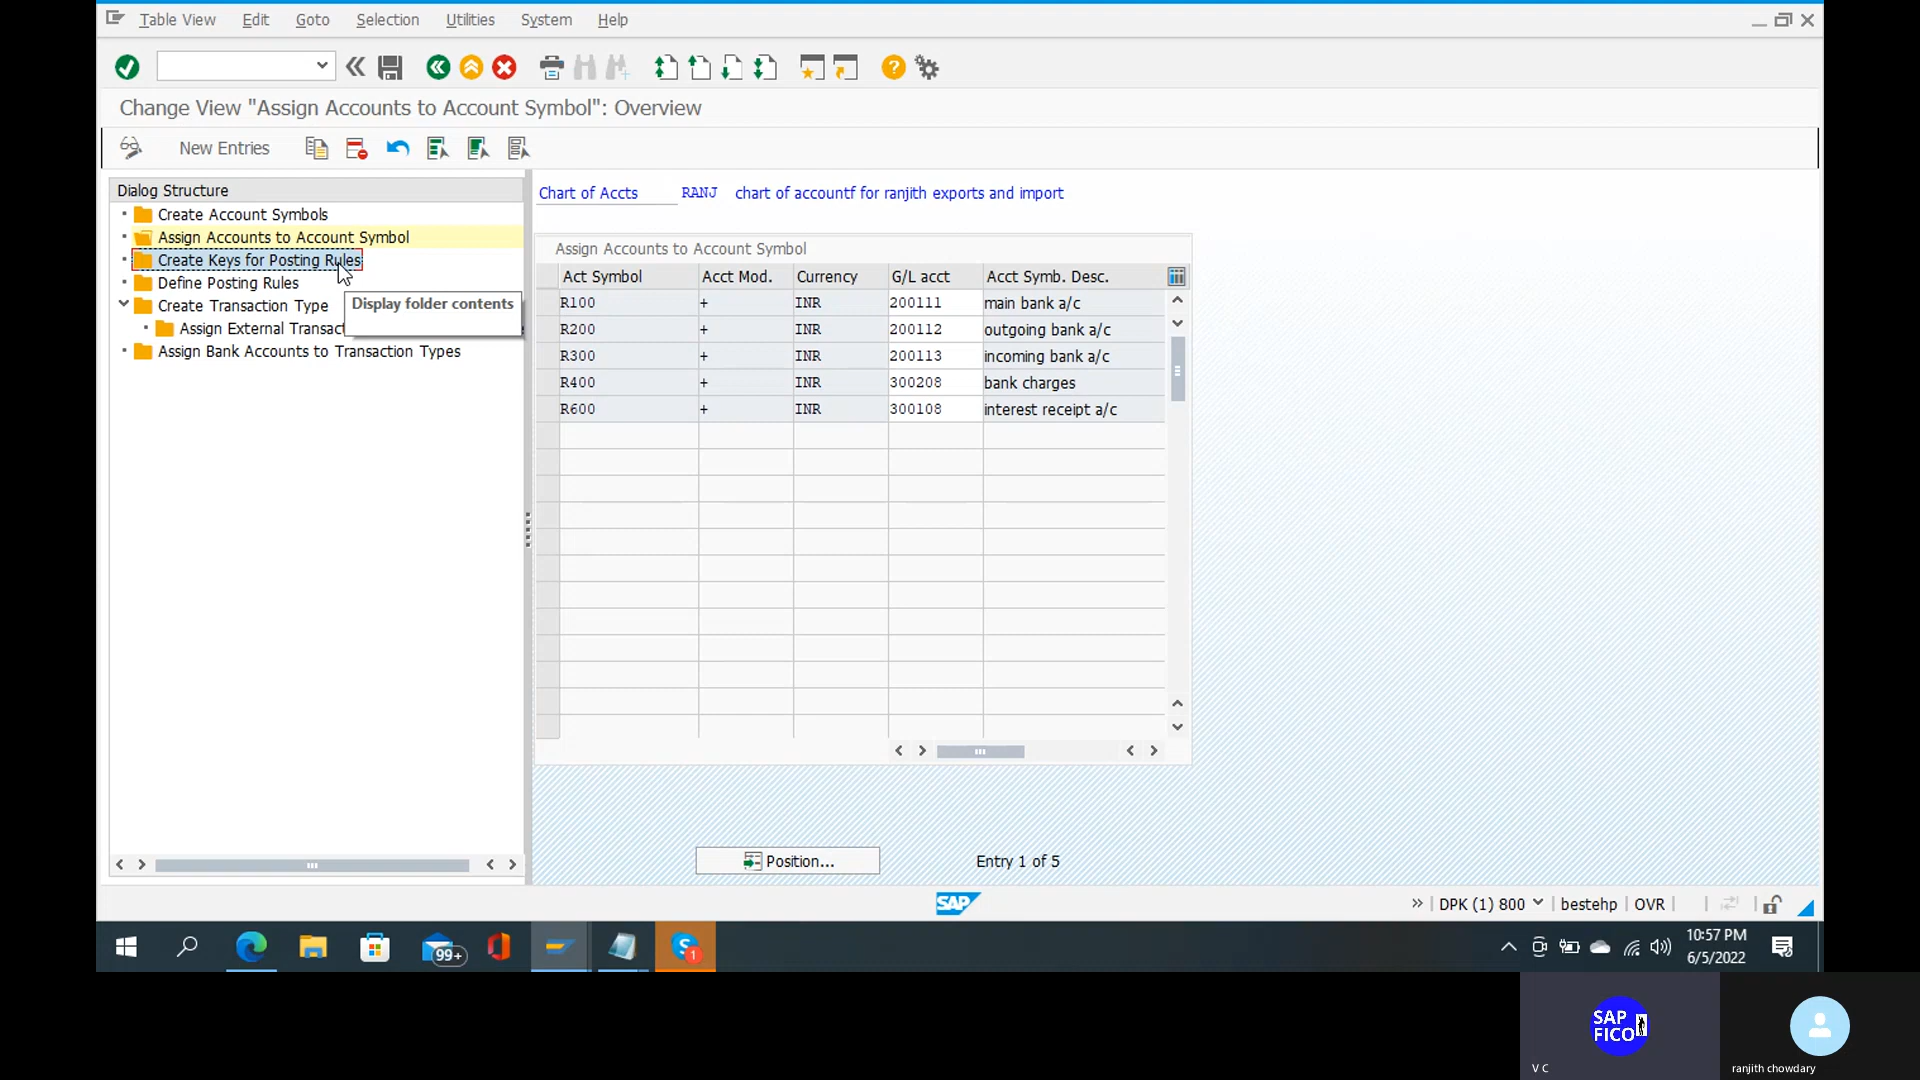 Table View Edit Goto Selection Utilities System Help
Change View "Assign Accounts to Account Symbol": Overview
New Entries
Dialog Structure
Create Account Symbols
Assign Accounts to Account Symbol
Create Keys for Posting Rules
Define Posting Rules
Create Transaction Type
Display folder contents
Assign External Transact
Assign Bank Accounts to Transaction Types
Chart of Accts RANJ chart of accountf for ranjith exports and import
Assign Accounts to Account Symbol
Act Symbol Acct Mod. Currency G/L acct Acct Symb. Desc.
R100 + INR 200111 main bank a/c
R200 + INR 200112 outgoing bank a/c
R300 + INR 200113 incoming bank a/c
R400 + INR 300208 bank charges
R600 + INR 300108 interest receipt a/c
Position... Entry 1 of 5
SAP DPK (1) 800 bestehp OVR
99+ 1 10:57 PM
6/5/2022
SAP
FICO
V C ranjith chowdary